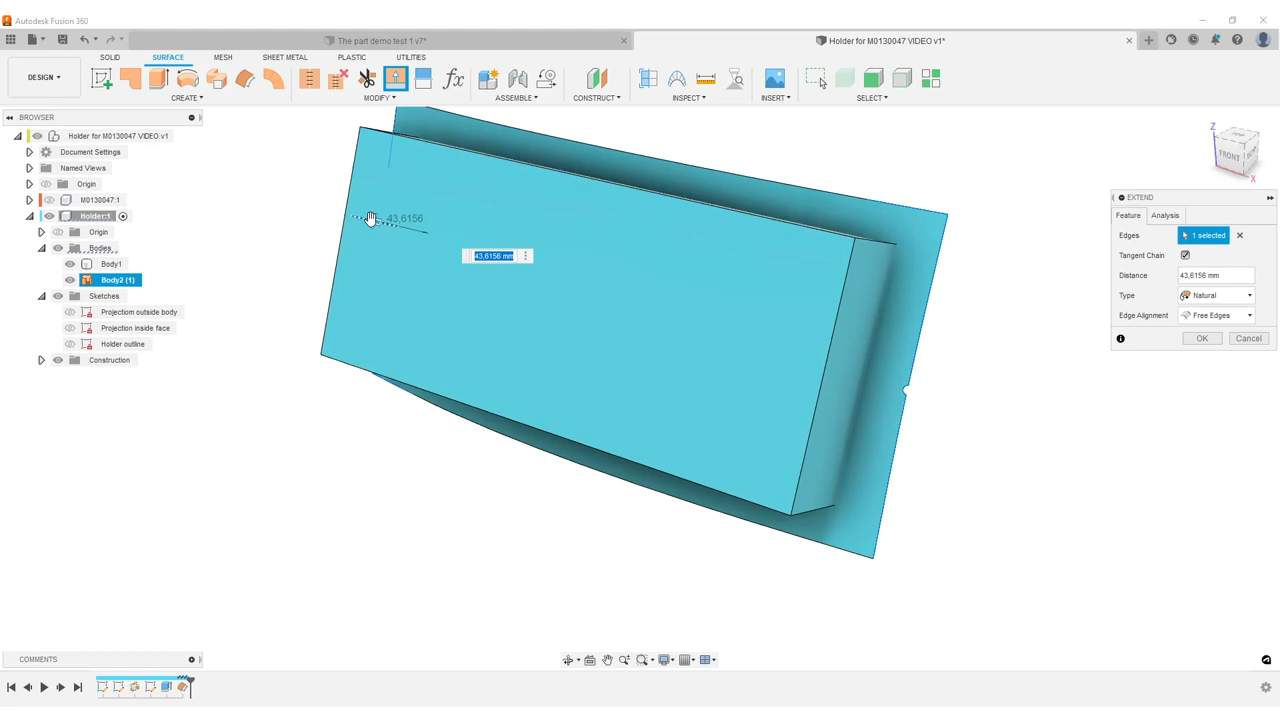 Autodesk Fusion 360
The part demo test 1 v7*
Holder for M0130047 VIDEO v1*
DESIGN
SOLID
SURFACE
MESH
SHEET METAL
PLASTIC
UTILITIES
CREATE
MODIFY
ASSEMBLE
CONSTRUCT
INSPECT
INSERT
SELECT
BROWSER
Holder for M0130047 VIDEO v1
Document Settings
Named Views
Origin
M0130047:1
Holder:1
Origin
Bodies
Body1
Body2 (1)
Sketches
Projectiom outside body
Projection inside face
Holder outline
Construction
43,6156
43,6156 mm
Z
FRONT
X
EXTEND
Feature
Analysis
Edges
1 selected
Tangent Chain
Distance
43,6156 mm
Type
Natural
Edge Alignment
Free Edges
OK
Cancel
COMMENTS